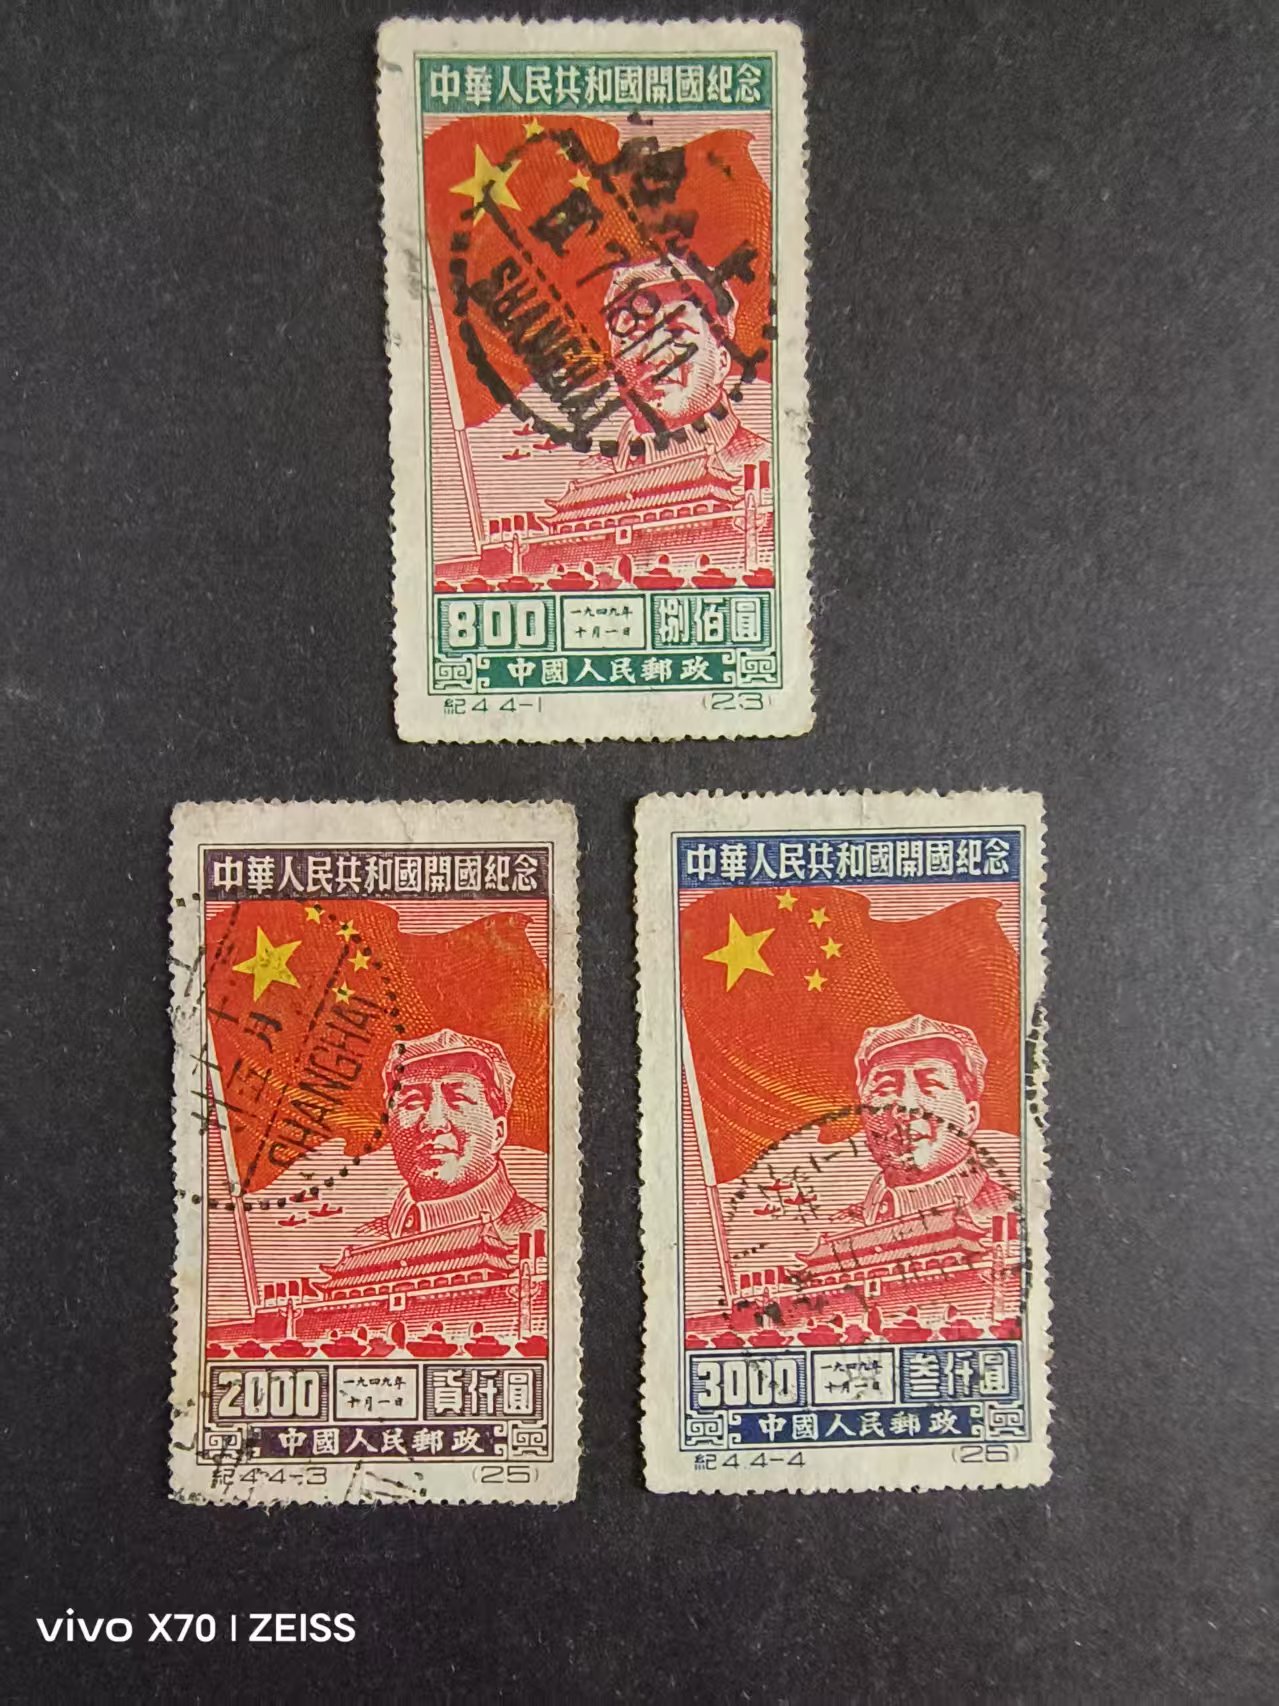 中華人民共和國開國紀念
SHANGHAI
800 一九四九年 十月一日 捌佰圓
中國人民郵政
紀4 4-1 (23)
中華人民共和國開國紀念
SHANGHAI
2000 一九四九年 十月一日 貳仟圓
中國人民郵政
紀4 4-3 (25)
中華人民共和國開國紀念
3000 一九四九年 十月一日 叁仟圓
中國人民郵政
紀4 4-4 (26)
vivo X70 | ZEISS